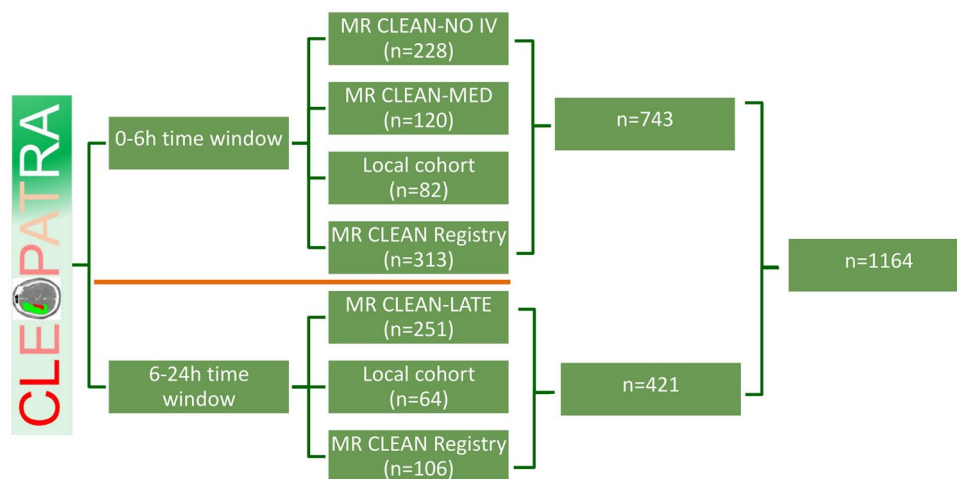 CLEOPATRA
0-6h time window
MR CLEAN-NO IV
(n=228)
MR CLEAN-MED
(n=120)
Local cohort
(n=82)
MR CLEAN Registry
(n=313)
n=743
6-24h time
window
MR CLEAN-LATE
(n=251)
Local cohort
(n=64)
MR CLEAN Registry
(n=106)
n=421
n=1164